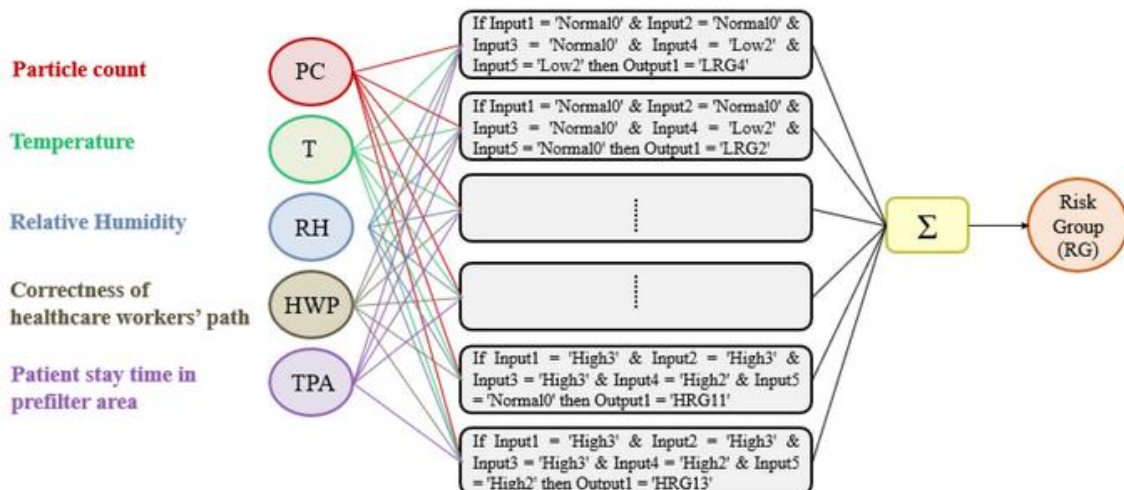 Particle count
Temperature
Relative Humidity
Correctness of
healthcare workers' path
Patient stay time in
prefilter area
PC
T
RH
HWP
TPA
If Input1 = 'Normal0' & Input2 = 'Normal0' &
Input3 = 'Normal0' & Input4 = 'Low2' &
Input5 = 'Low2' then Output1 = 'LRG4'
If Input1 = 'Normal0' & Input2 = 'Normal0' &
Input3 = 'Normal0' & Input4 = 'Low2' &
Input5 = 'Normal0' then Output1 = 'LRG2'
If Input1 = 'High3' & Input2 = 'High3' &
Input3 = 'High3' & Input4 = 'High2' & Input5
= 'Normal0' then Output1 = 'HRG11'
If Input1 = 'High3' & Input2 = 'High3' &
Input3 = 'High3' & Input4 = 'High2' & Input5
= 'High2' then Output1 = 'HRG13'
Σ
Risk
Group
(RG)